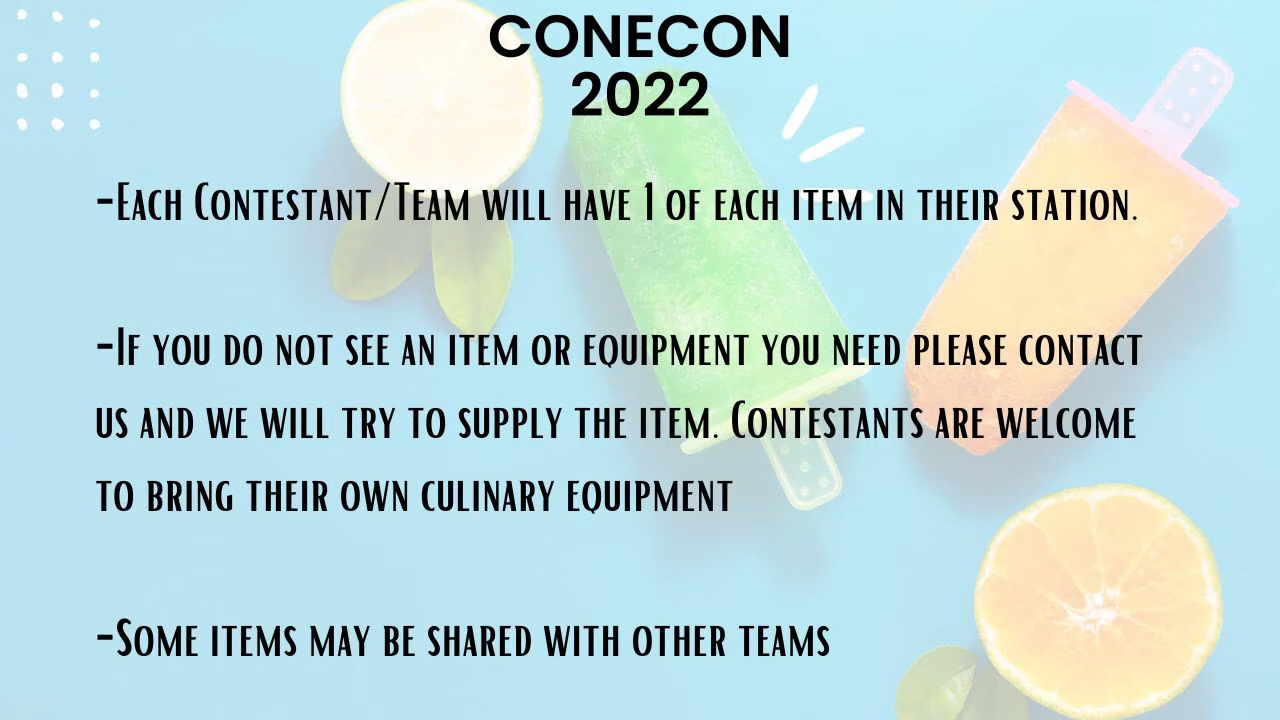 CONECON
2022
-Each Contestant/Team will have 1 of each item in their station.
-If you do not see an item or equipment you need please contact
us and we will try to supply the item. Contestants are welcome
to bring their own culinary equipment
-Some items may be shared with other teams